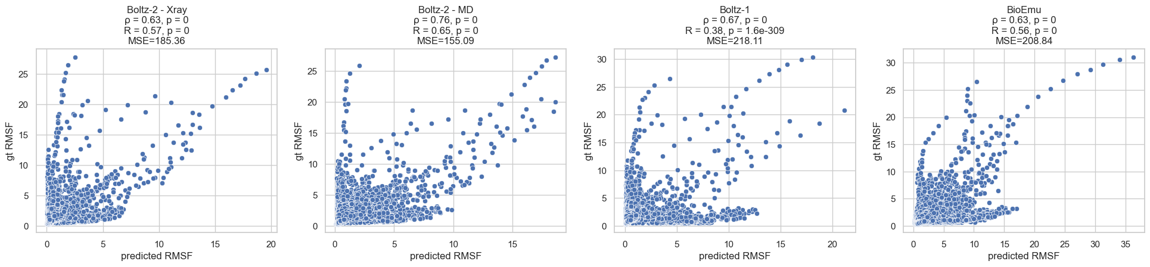 Boltz-2 - Xray
ρ = 0.63, p = 0
R = 0.57, p = 0
MSE=185.36
gt RMSF
25
20
15
10
5
0
0 5 10 15 20
predicted RMSF
Boltz-2 - MD
ρ = 0.76, p = 0
R = 0.65, p = 0
MSE=155.09
gt RMSF
25
20
15
10
5
0
0 5 10 15
predicted RMSF
Boltz-1
ρ = 0.67, p = 0
R = 0.38, p = 1.6e-309
MSE=218.11
gt RMSF
30
25
20
15
10
5
0
0 5 10 15 20
predicted RMSF
BioEmu
ρ = 0.63, p = 0
R = 0.56, p = 0
MSE=208.84
gt RMSF
30
25
20
15
10
5
0
0 5 10 15 20 25 30 35
predicted RMSF